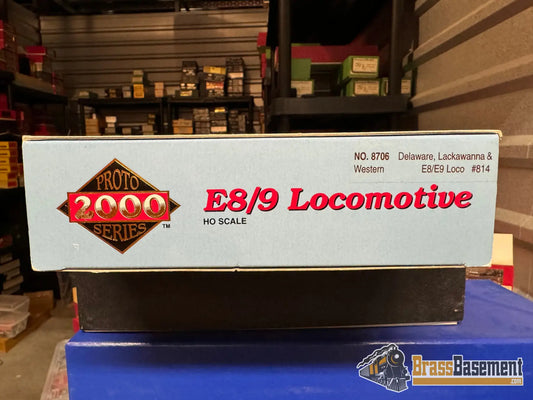 PROTO
2000
SERIES
TM
E8/9 Locomotive
HO SCALE
NO. 8706 Delaware, Lackawanna &
Western E8/E9 Loco #814
BrassBasement
.com